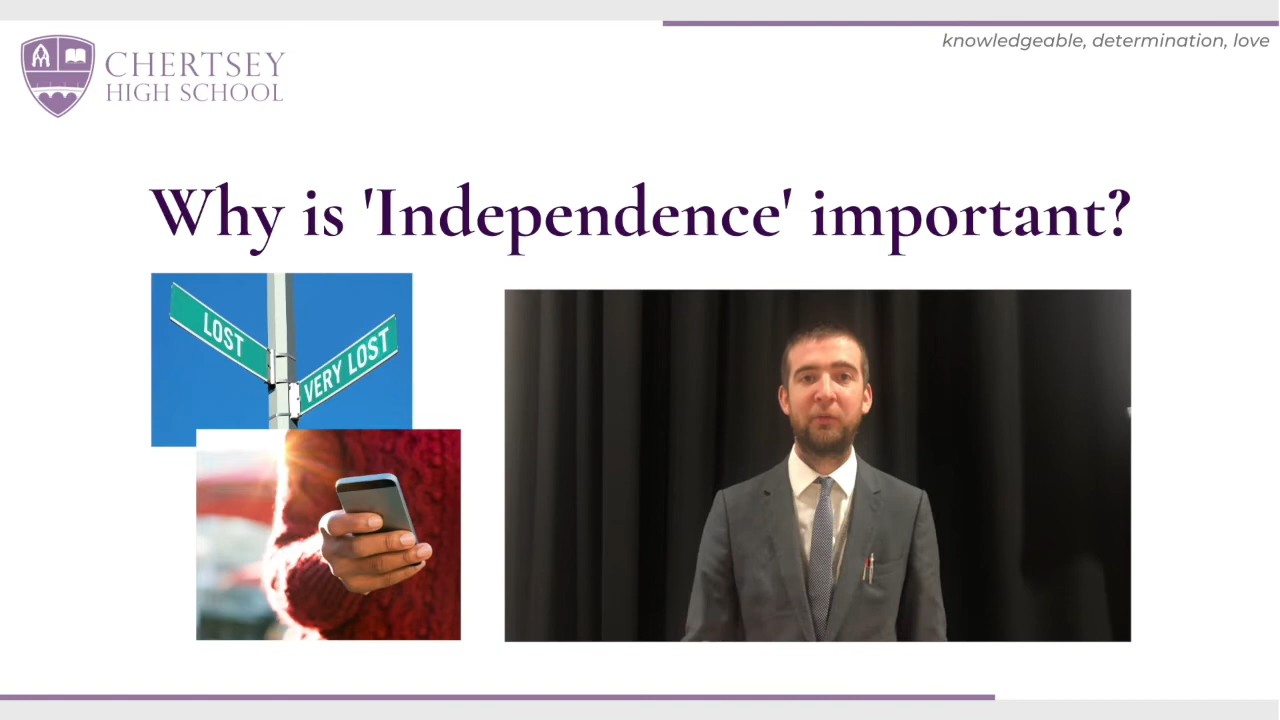 knowledgeable, determination, love
CHERTSEY
HIGH SCHOOL
Why is 'Independence' important?
LOST
VERY LOST